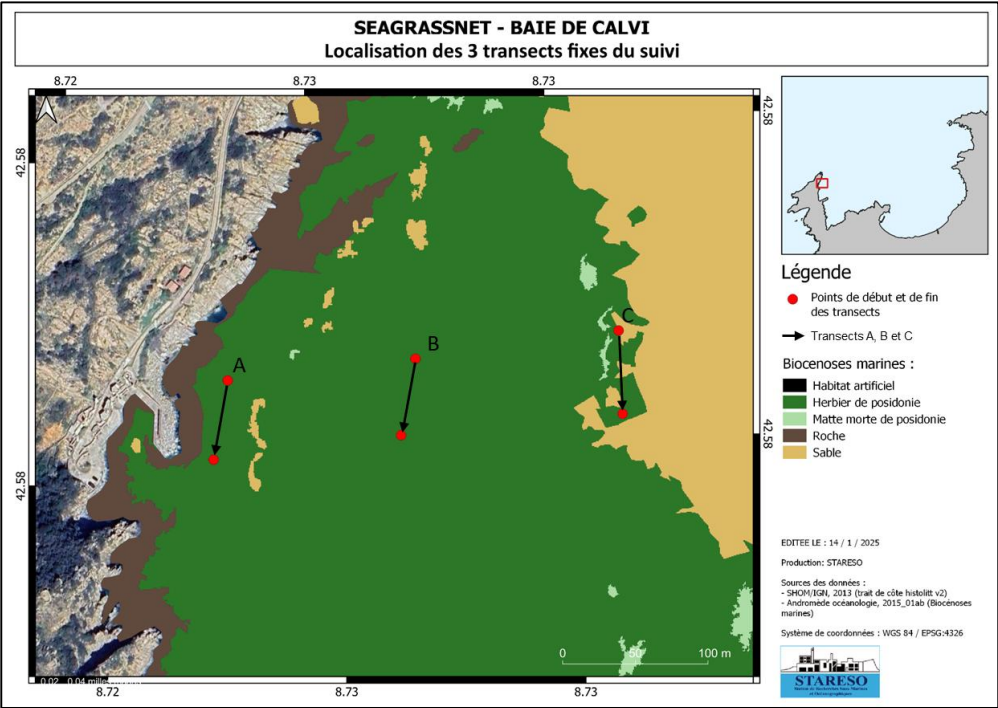 SEAGRASSNET - BAIE DE CALVI
Localisation des 3 transects fixes du suivi
8.72
8.73
8.73
42.58
42.58
A
B
C
42.58
42.58
0
50
100 m
8.72
8.73
8.73
Légende
Points de début et de fin
des transects
Transects A, B et C
Biocenoses marines :
Habitat artificiel
Herbier de posidonie
Matte morte de posidonie
Roche
Sable
EDITEE LE : 14 / 1 / 2025
Production: STARESO
Sources des données :
- SHOM/IGN, 2013 (trait de côte histolitt v2)
- Andromède océanologie, 2015_01ab (Biocénoses
marines)
Système de coordonnées : WGS 84 / EPSG:4326
STARESO